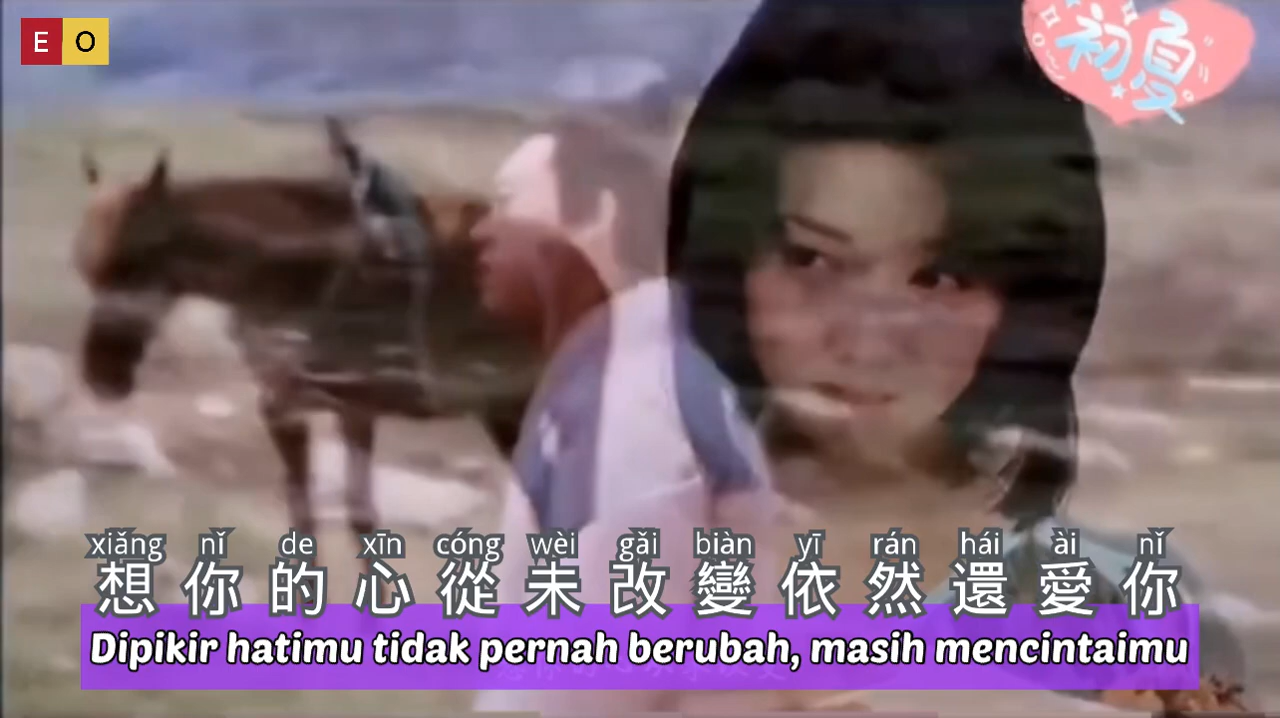 E O
初夏
xiǎng nǐ de xīn cóng wèi gǎi biàn yī rán hái ài nǐ
想你的心從未改變依然還愛你
Dipikir hatimu tidak pernah berubah, masih mencintaimu